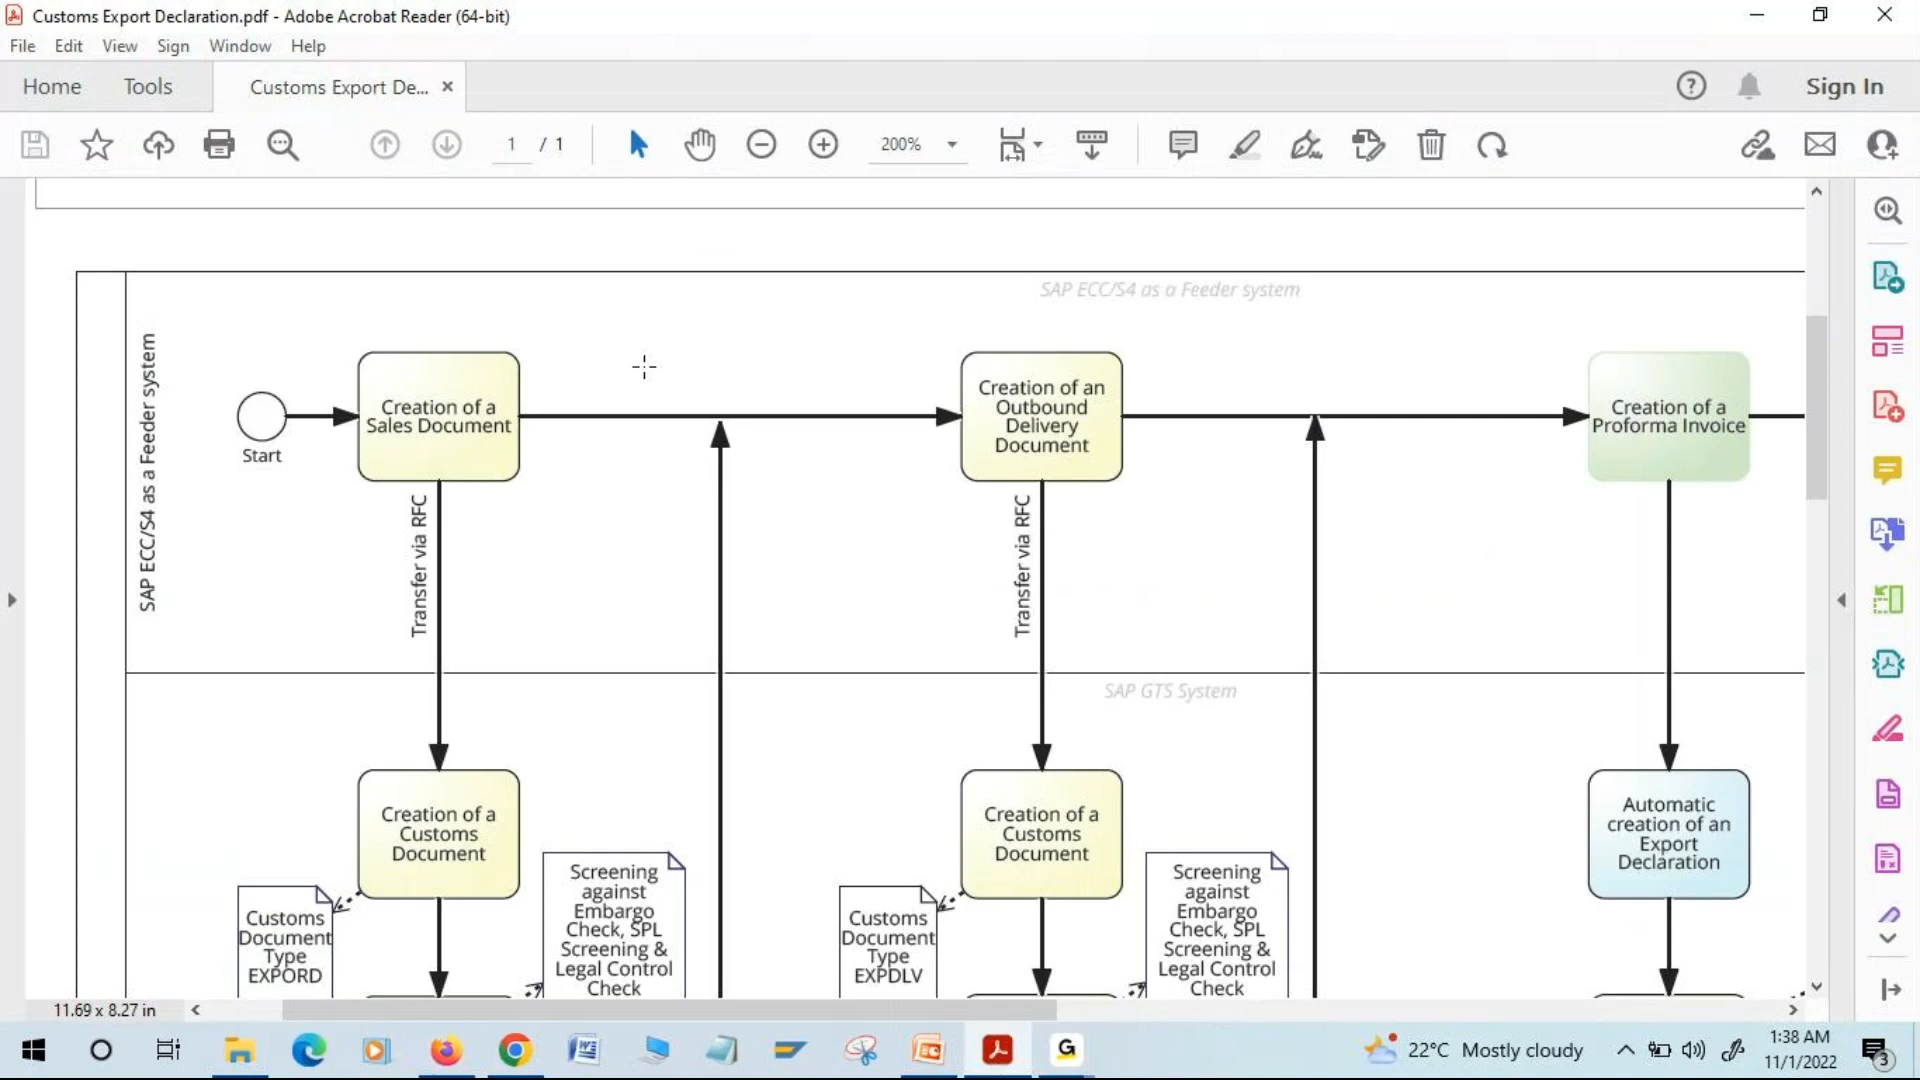 Customs Export Declaration.pdf - Adobe Acrobat Reader (64-bit)
File Edit View Sign Window Help
Home Tools Customs Export De... ×
Sign In
1 / 1
200%
SAP ECC/S4 as a Feeder system
SAP ECC/S4 as a Feeder system
Start
Creation of a
Sales Document
Creation of an
Outbound
Delivery
Document
Creation of a
Proforma Invoice
Transfer via RFC
Transfer via RFC
SAP GTS System
Creation of a
Customs
Document
Creation of a
Customs
Document
Automatic
creation of an
Export
Declaration
Customs
Document
Type
EXPORD
Screening
against
Embargo
Check, SPL
Screening &
Legal Control
Check
Customs
Document
Type
EXPDLV
Screening
against
Embargo
Check, SPL
Screening &
Legal Control
Check
11.69 x 8.27 in
22°C Mostly cloudy
1:38 AM
11/1/2022
3